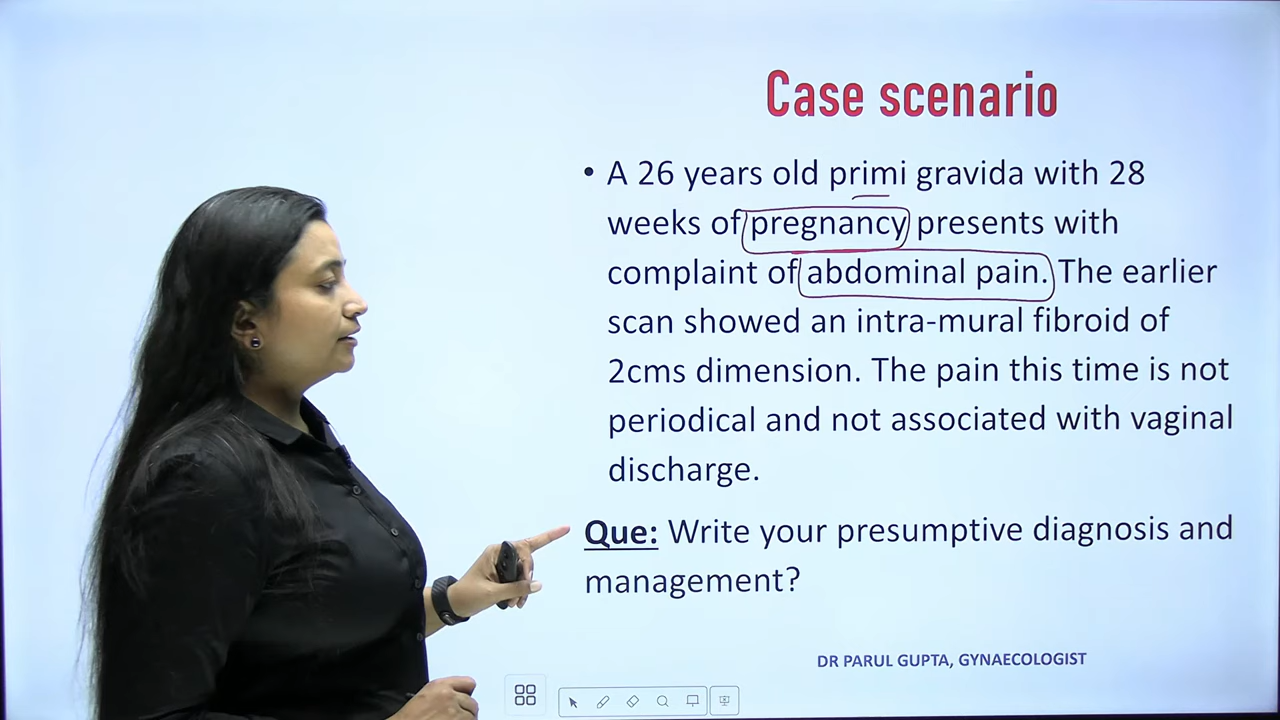 Case scenario
• A 26 years old primi gravida with 28
weeks of pregnancy presents with
complaint of abdominal pain. The earlier
scan showed an intra-mural fibroid of
2cms dimension. The pain this time is not
periodical and not associated with vaginal
discharge.
Que: Write your presumptive diagnosis and
management?
DR PARUL GUPTA, GYNAECOLOGIST